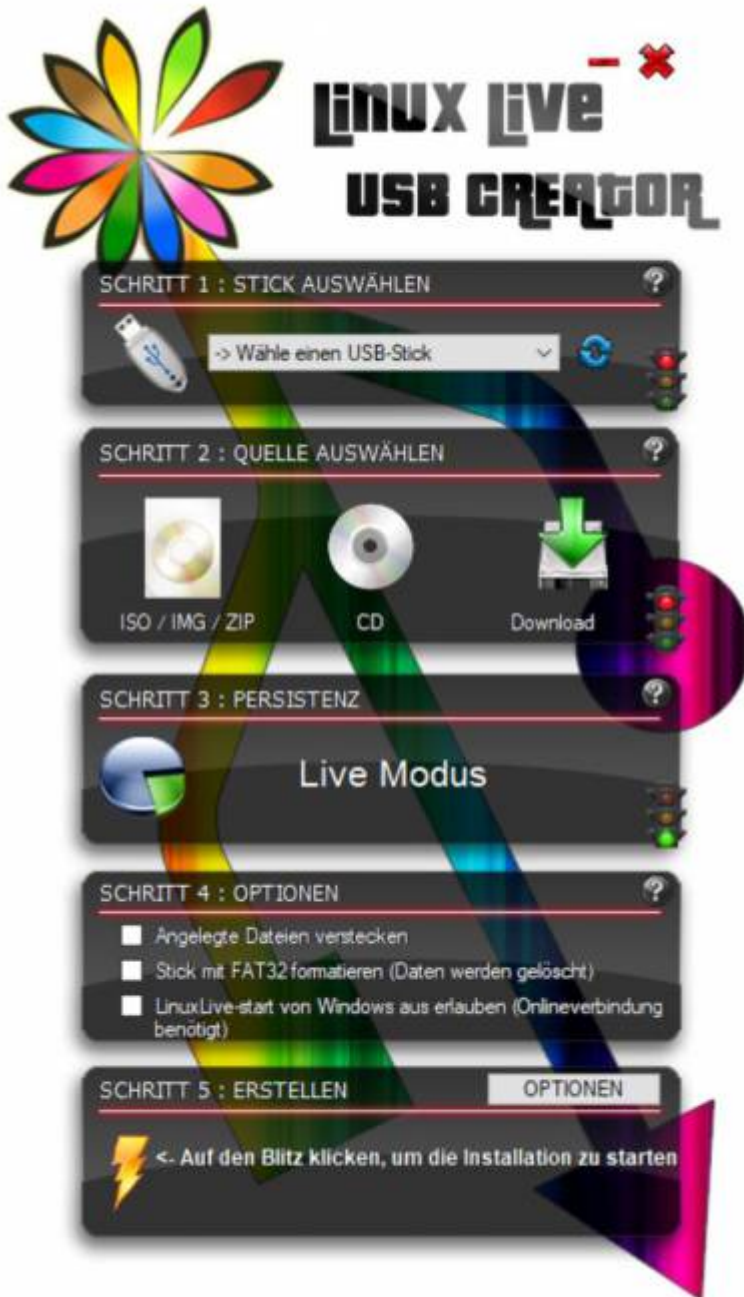 Linux Live
USB CREATOR
SCHRITT 1 : STICK AUSWÄHLEN
?
-> Wähle einen USB-Stick
SCHRITT 2 : QUELLE AUSWÄHLEN
?
ISO / IMG / ZIP
CD
Download
SCHRITT 3 : PERSISTENZ
?
Live Modus
SCHRITT 4 : OPTIONEN
?
Angelegte Dateien verstecken
Stick mit FAT32 formatieren (Daten werden gelöscht)
LinuxLive-start von Windows aus erlauben (Onlineverbindung
benötigt)
SCHRITT 5 : ERSTELLEN
OPTIONEN
<- Auf den Blitz klicken, um die Installation zu starten